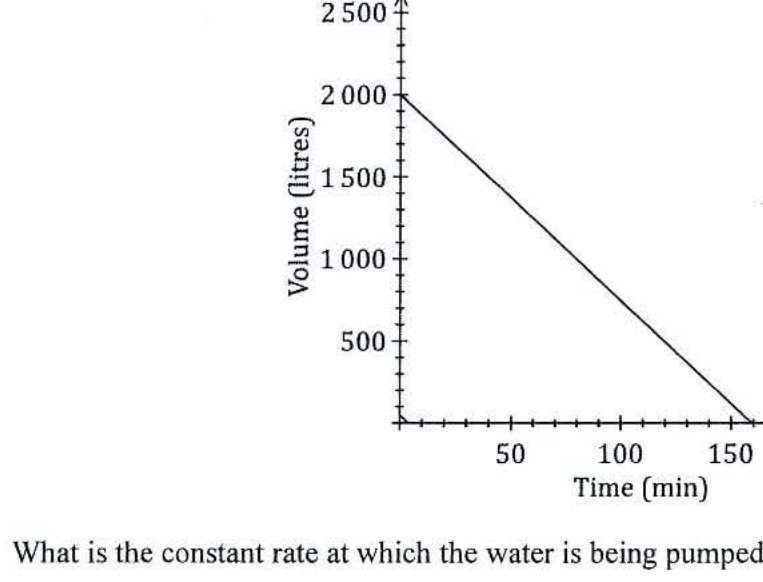 2 500
2 000
1 500
1 000
500
Volume (litres)
50 100 150
Time (min)
What is the constant rate at which the water is being pumped